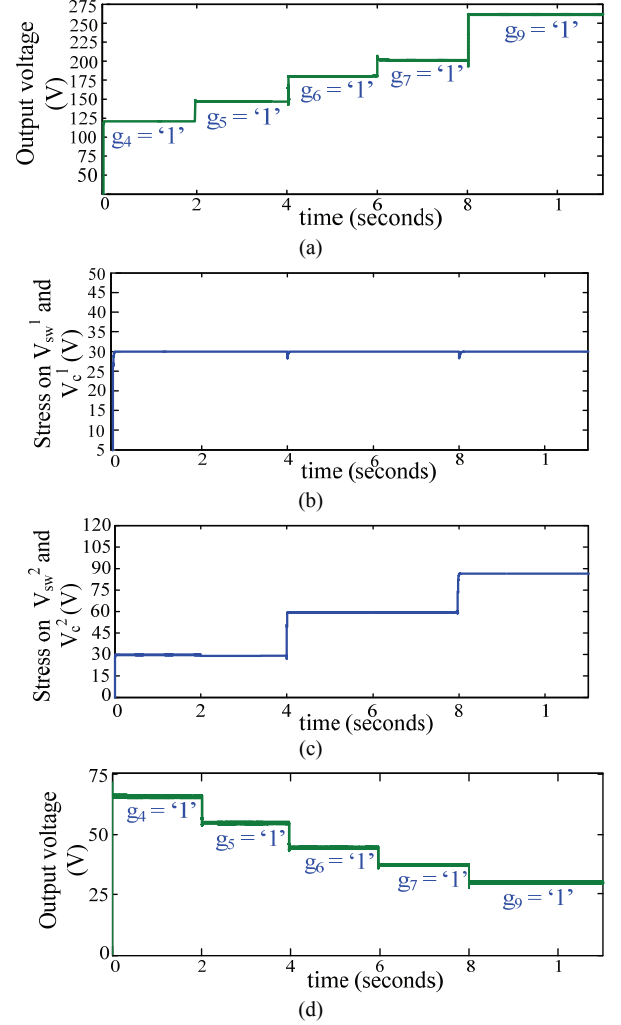 275
250
225
200
175
150
125
100
75
50
Output voltage
(V)
g4 = ‘1’
g5 = ‘1’
g6 = ‘1’
g7 = ‘1’
g9 = ‘1’
0 2 4 6 8 1
time (seconds)
(a)
50
45
40
35
30
25
20
15
10
5
Stress on Vsw1 and
Vc1 (V)
0 2 4 6 8 1
time (seconds)
(b)
120
105
90
75
60
45
30
15
0
Stress on Vsw2 and
Vc2 (V)
0 2 4 6 8 1
time (seconds)
(c)
75
50
25
0
Output voltage
(V)
g4 = ‘1’
g5 = ‘1’
g6 = ‘1’
g7 = ‘1’
g9 = ‘1’
0 2 4 6 8 1
time (seconds)
(d)